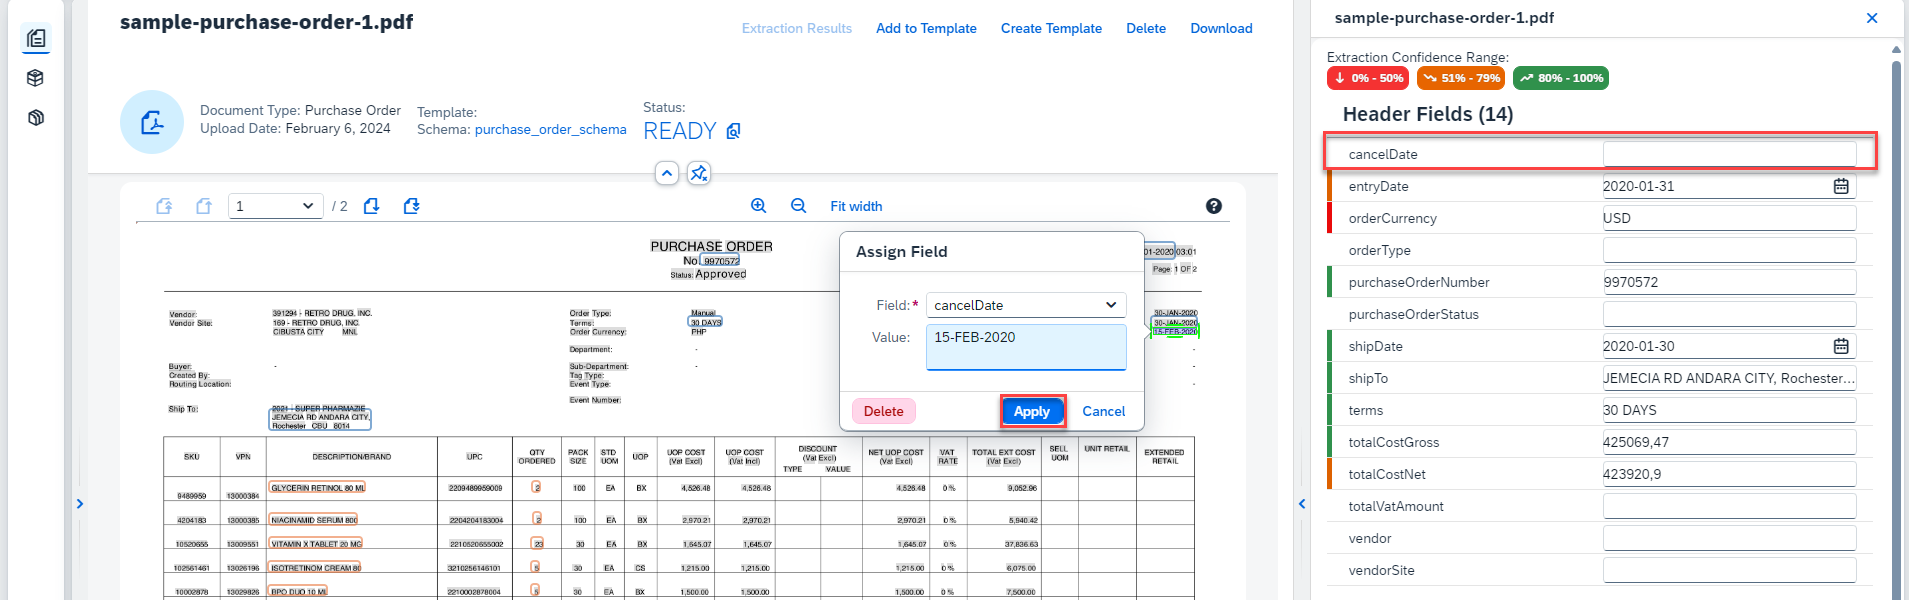 sample-purchase-order-1.pdf
Extraction Results
Add to Template
Create Template
Delete
Download
Document Type: Purchase Order
Upload Date: February 6, 2024
Template:
Schema: purchase_order_schema
Status:
READY
1
/ 2
Fit width
PURCHASE ORDER
No. 9970572
Status: Approved
01-2020 03:01
Page: 1 OF 2
Vendor: 391294 - RETRO DRUG, INC.
Vendor Site: 169 - RETRO DRUG, INC.
CIBUSTA CITY MNL
Order Type: Manual
Terms: 30 DAYS
Order Currency: PHP
30-JAN-2020
30-JAN-2020
15-FEB-2020
Department: -
Buyer: -
Created By:
Routing Location:
Sub-Department: -
Tag Type:
Event Type:
Event Number:
Ship To: 2021 - SUPER PHARMAZIE
JEMECIA RD ANDARA CITY,
Rochester CBU 8014
Assign Field
Field:* cancelDate
Value: 15-FEB-2020
Delete
Apply
Cancel
SKU VPN DESCRIPTION/BRAND UPC QTY ORDERED PACK SIZE STD UOM UOP UOP COST (Vat Excl) UOP COST (Vat Incl) DISCOUNT (Vat Excl) TYPE VALUE NET UOP COST (Vat Excl) VAT RATE TOTAL EXT COST (Vat Excl) SELL UOM UNIT RETAIL EXTENDED RETAIL
9489959 13000384 GLYCERIN RETINOL 80 ML 2209489959009 2 100 EA BX 4,526.48 4,526.48 4,526.48 0 % 9,052.96
4204183 13000385 NIACINAMID SERUM 800 2204204183004 2 100 EA BX 2,970.21 2,970.21 2,970.21 0 % 5,940.42
10520655 13009551 VITAMIN X TABLET 20 MG 2210520655002 23 30 EA BX 1,645.07 1,645.07 1,645.07 0 % 37,836.63
102561461 13026196 ISOTRETINOM CREAM 80 3210256146101 5 30 EA CS 1,215.00 1,215.00 1,215.00 0 % 6,075.00
10002878 13029826 BPO DUO 10 ML 2210002878004 5 30 EA BX 1,500.00 1,500.00 1,500.00 0 % 7,500.00
sample-purchase-order-1.pdf
Extraction Confidence Range:
0% - 50%
51% - 79%
80% - 100%
Header Fields (14)
cancelDate
entryDate 2020-01-31
orderCurrency USD
orderType
purchaseOrderNumber 9970572
purchaseOrderStatus
shipDate 2020-01-30
shipTo JEMECIA RD ANDARA CITY, Rochester...
terms 30 DAYS
totalCostGross 425069,47
totalCostNet 423920,9
totalVatAmount
vendor
vendorSite